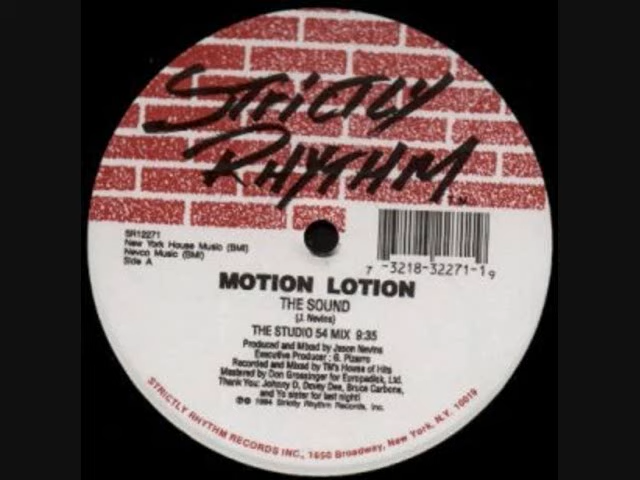 STRICTLY
RHYTHM
T.M.
SR12271
New York House Music (BMI)
Nevco Music (BMI)
Side A
7 -3218-32271-1 9
MOTION LOTION
THE SOUND
(J. Nevins)
THE STUDIO 54 MIX 9:35
Produced and Mixed by Jason Nevins
Executive Producer : G. Pizarro
Recorded and Mixed by TM's House of Hits
Mastered by Don Grossinger for Europadisk, Ltd.
Thank You: Johnny D, Davey Dee, Bruce Carbone,
and Yo sister for last night!
℗ © 1994 Strictly Rhythm Records, Inc.
STRICTLY RHYTHM RECORDS INC., 1650 Broadway, New York, N.Y. 10019